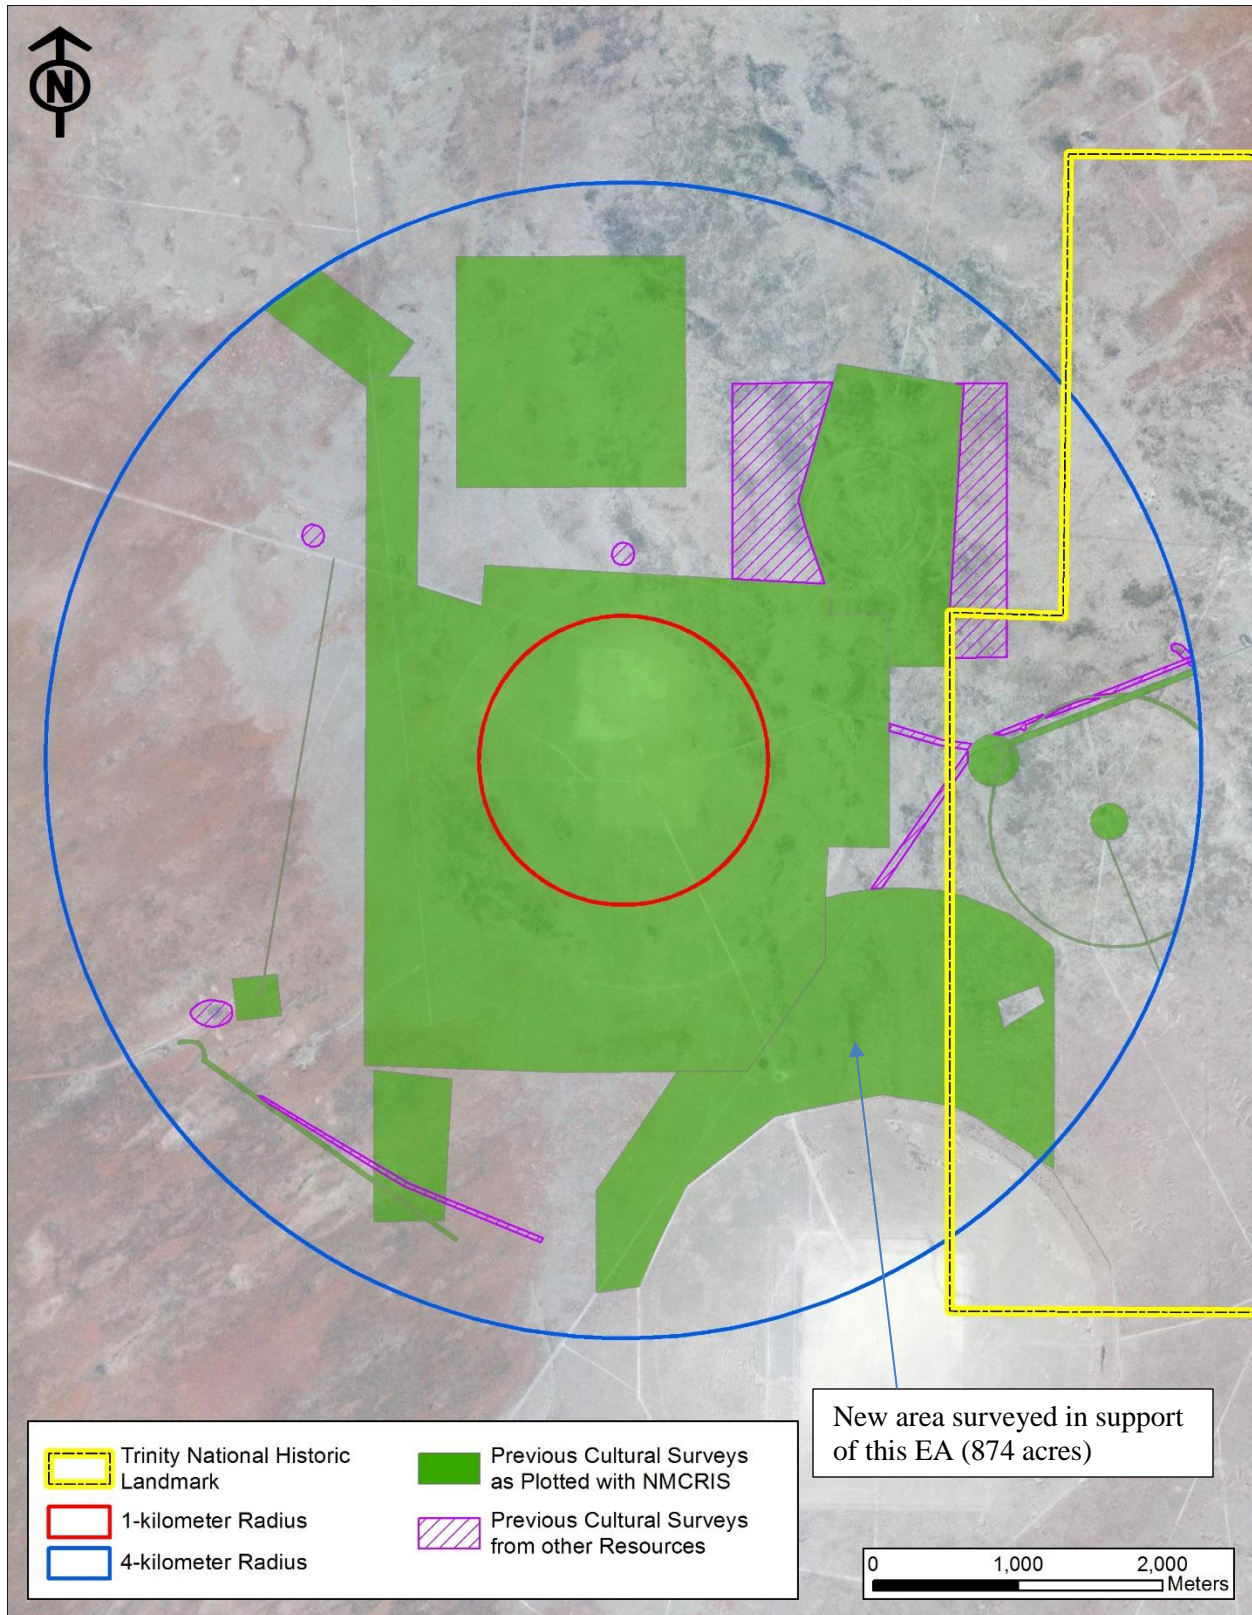 N
New area surveyed in support
of this EA (874 acres)
Trinity National Historic
Landmark
1-kilometer Radius
4-kilometer Radius
Previous Cultural Surveys
as Plotted with NMCRIS
Previous Cultural Surveys
from other Resources
0 1,000 2,000
Meters